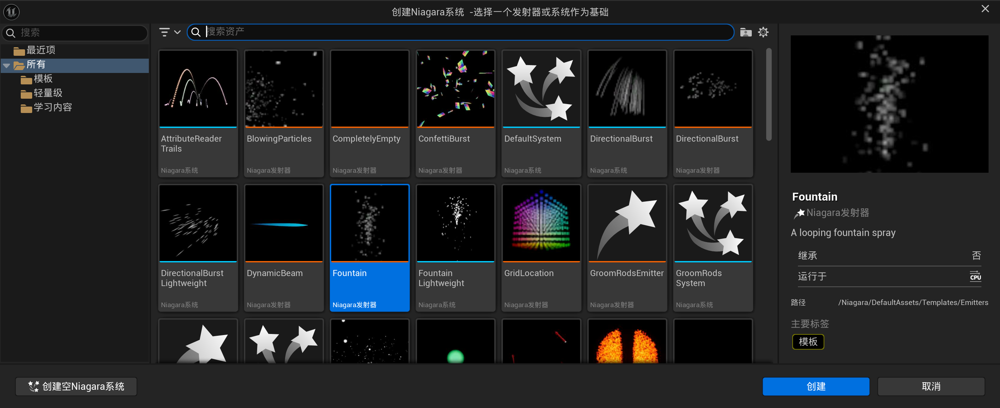 创建Niagara系统 -选择一个发射器或系统作为基础
搜索
最近项
所有
模板
轻量级
学习内容
搜索资产
AttributeReader
Trails
Niagara系统
BlowingParticles
Niagara发射器
CompletelyEmpty
Niagara发射器
ConfettiBurst
Niagara发射器
DefaultSystem
Niagara系统
DirectionalBurst
Niagara系统
DirectionalBurst
Niagara发射器
DirectionalBurst
Lightweight
Niagara系统
DynamicBeam
Niagara发射器
Fountain
Niagara发射器
Fountain
Lightweight
Niagara系统
GridLocation
Niagara发射器
GroomRodsEmitter
Niagara发射器
GroomRods
System
Niagara系统
Fountain
Niagara发射器
A looping fountain spray
继承 否
运行于 CPU
路径 /Niagara/DefaultAssets/Templates/Emitters
主要标签
模板
创建空Niagara系统
创建
取消